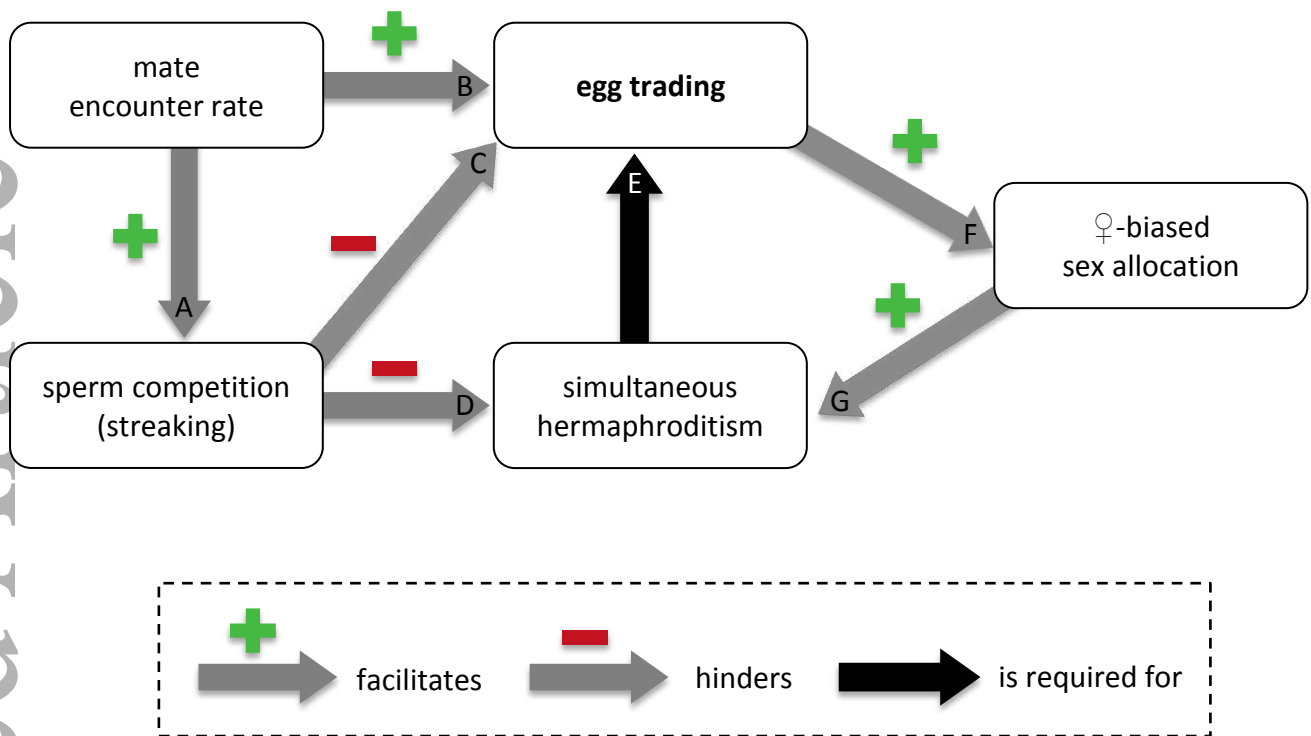 mate
encounter rate
B
egg trading
C
E
F
♀-biased
sex allocation
A
sperm competition
(streaking)
D
simultaneous
hermaphroditism
G
facilitates
hinders
is required for